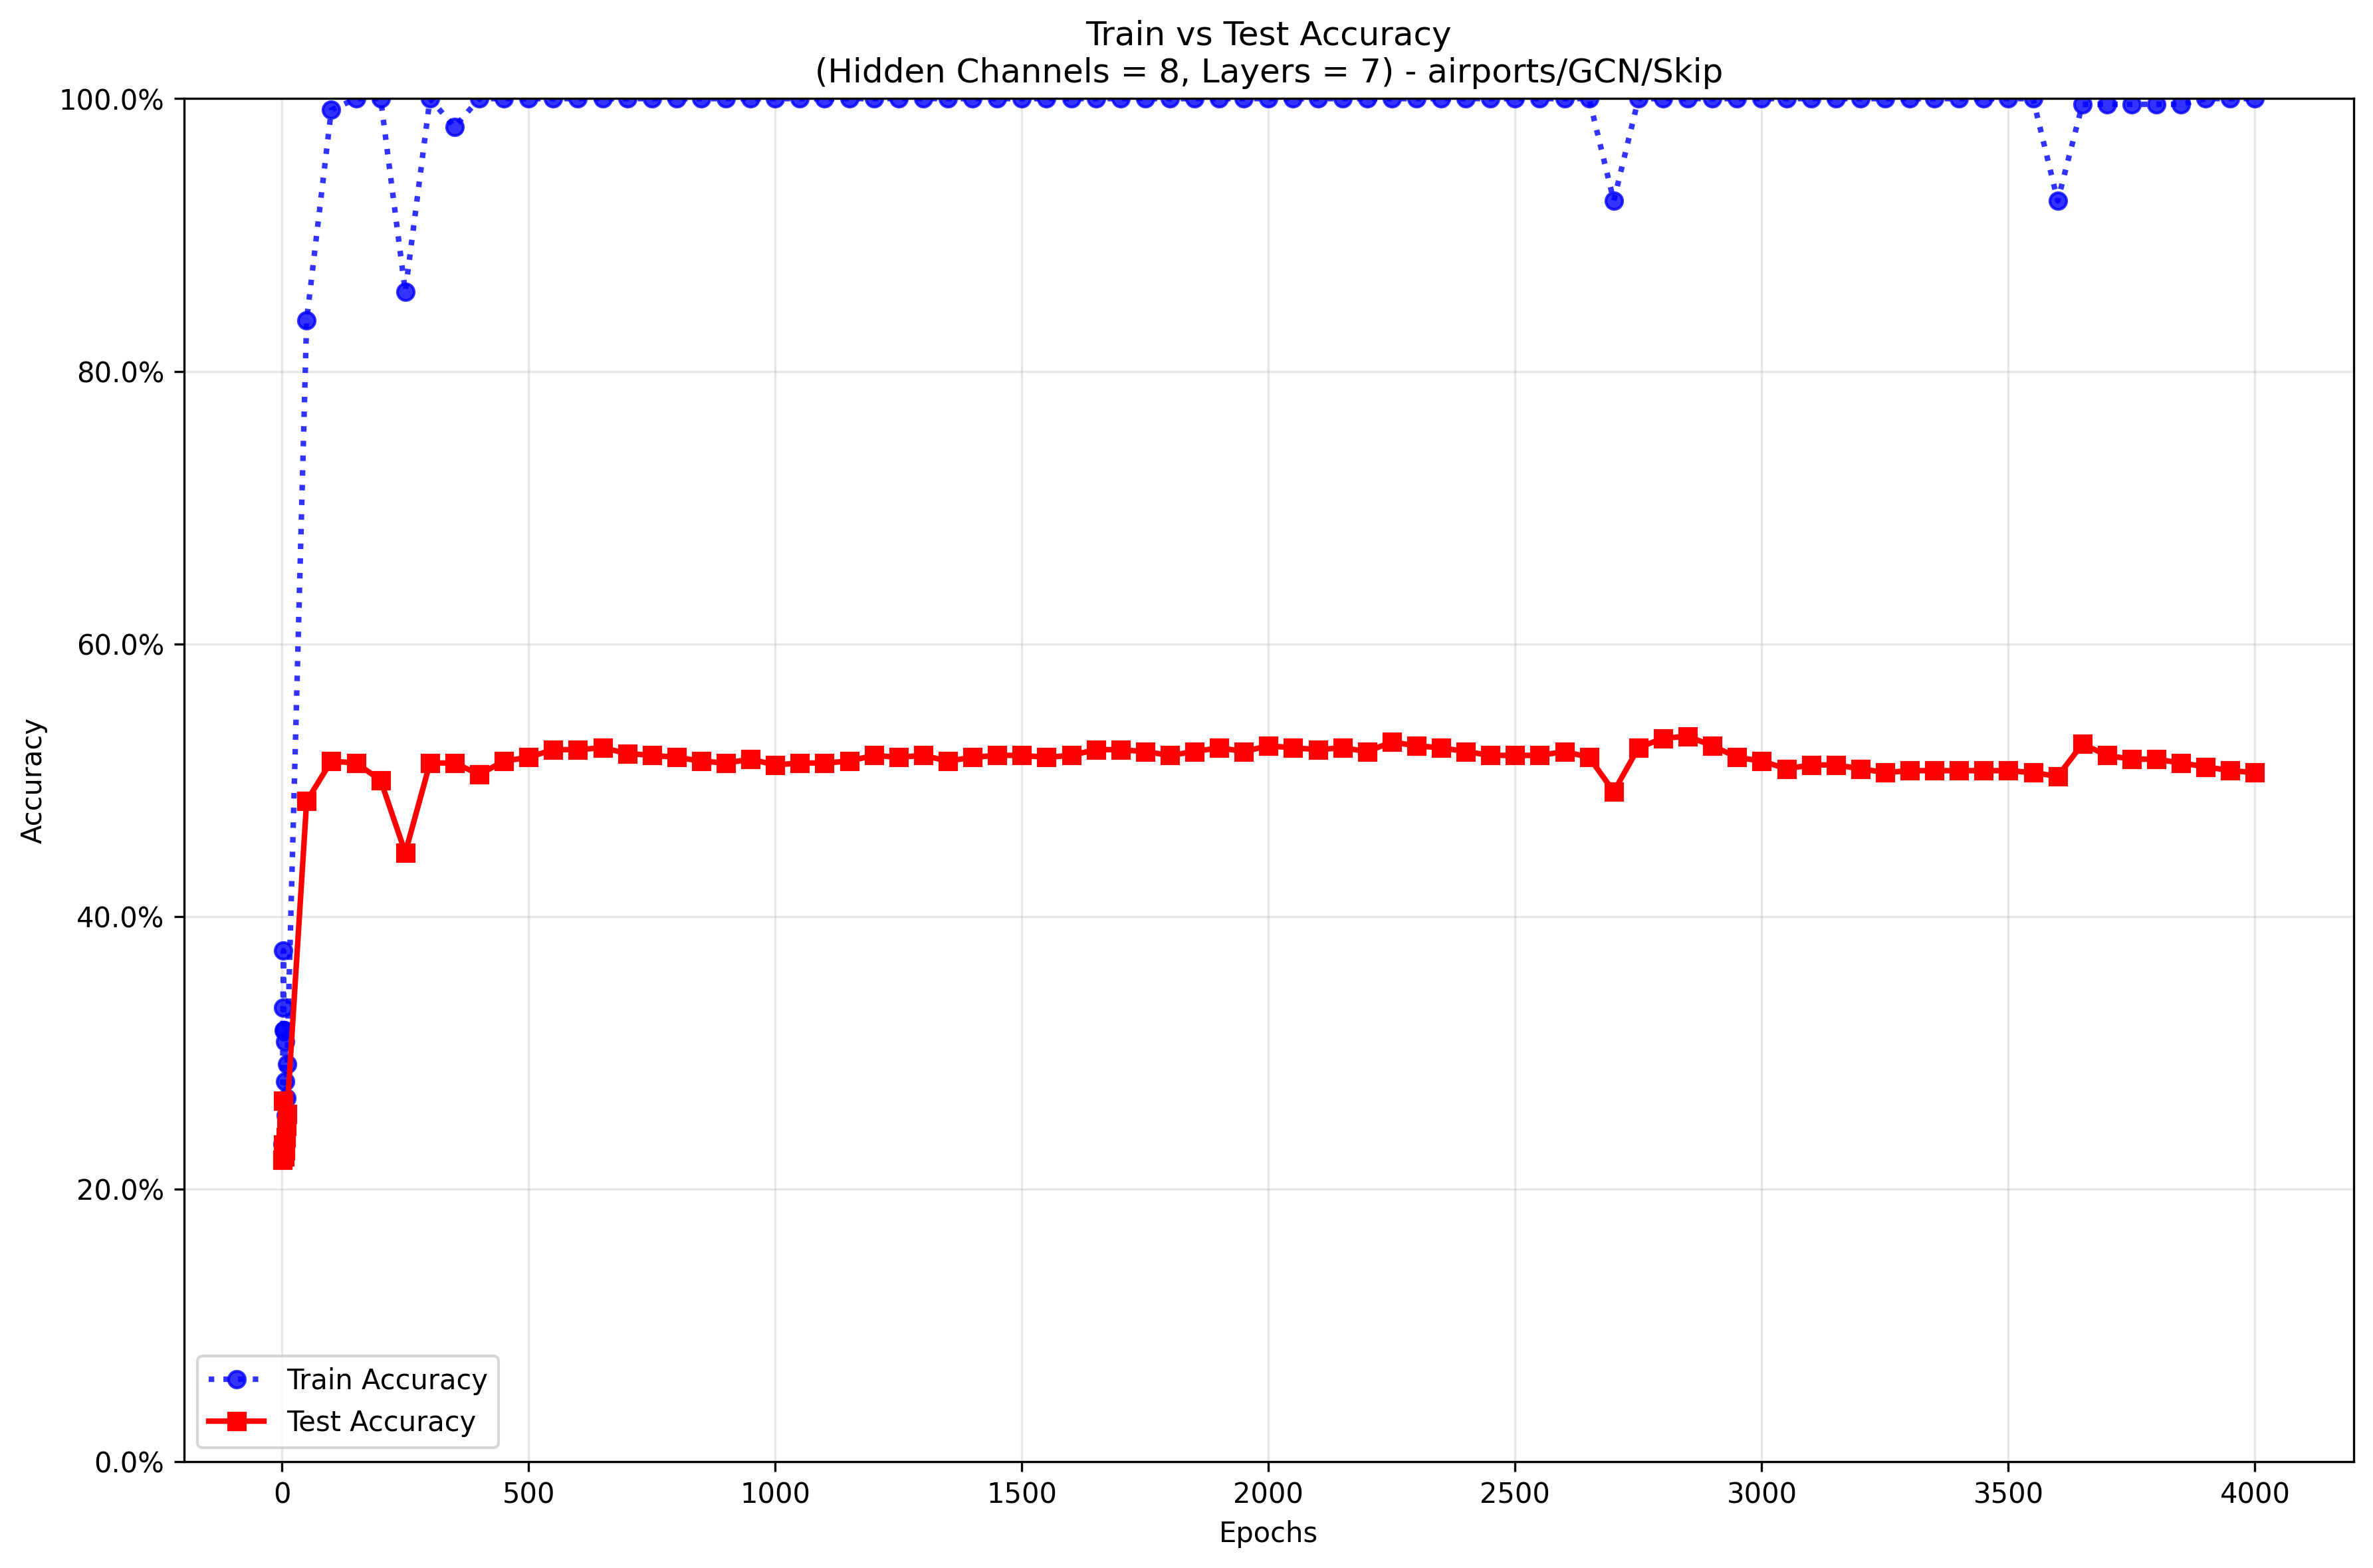 Train vs Test Accuracy
(Hidden Channels = 8, Layers = 7) - airports/GCN/Skip
100.0%
80.0%
60.0%
40.0%
20.0%
0.0%
Accuracy
Train Accuracy
Test Accuracy
0
500
1000
1500
2000
2500
3000
3500
4000
Epochs